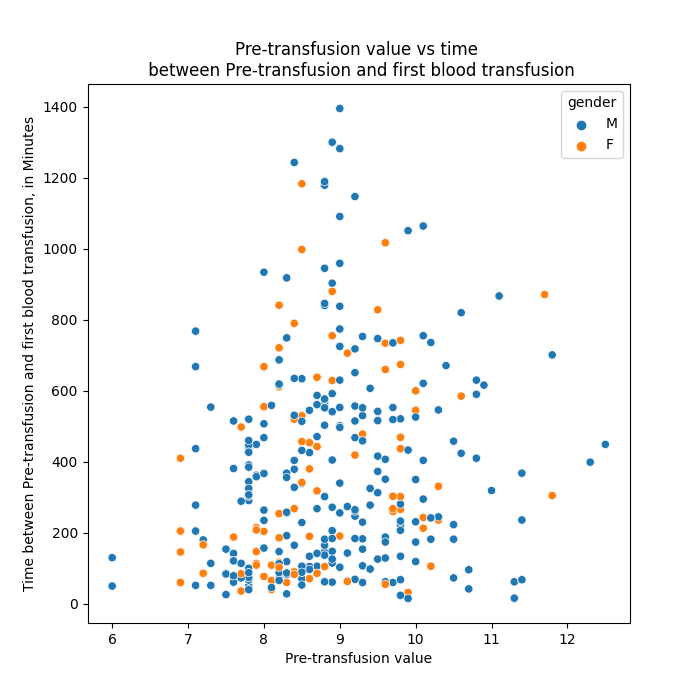 Pre-transfusion value vs time
between Pre-transfusion and first blood transfusion
gender
M
F
Time between Pre-transfusion and first blood transfusion, in Minutes
1400
1200
1000
800
600
400
200
0
6 7 8 9 10 11 12
Pre-transfusion value